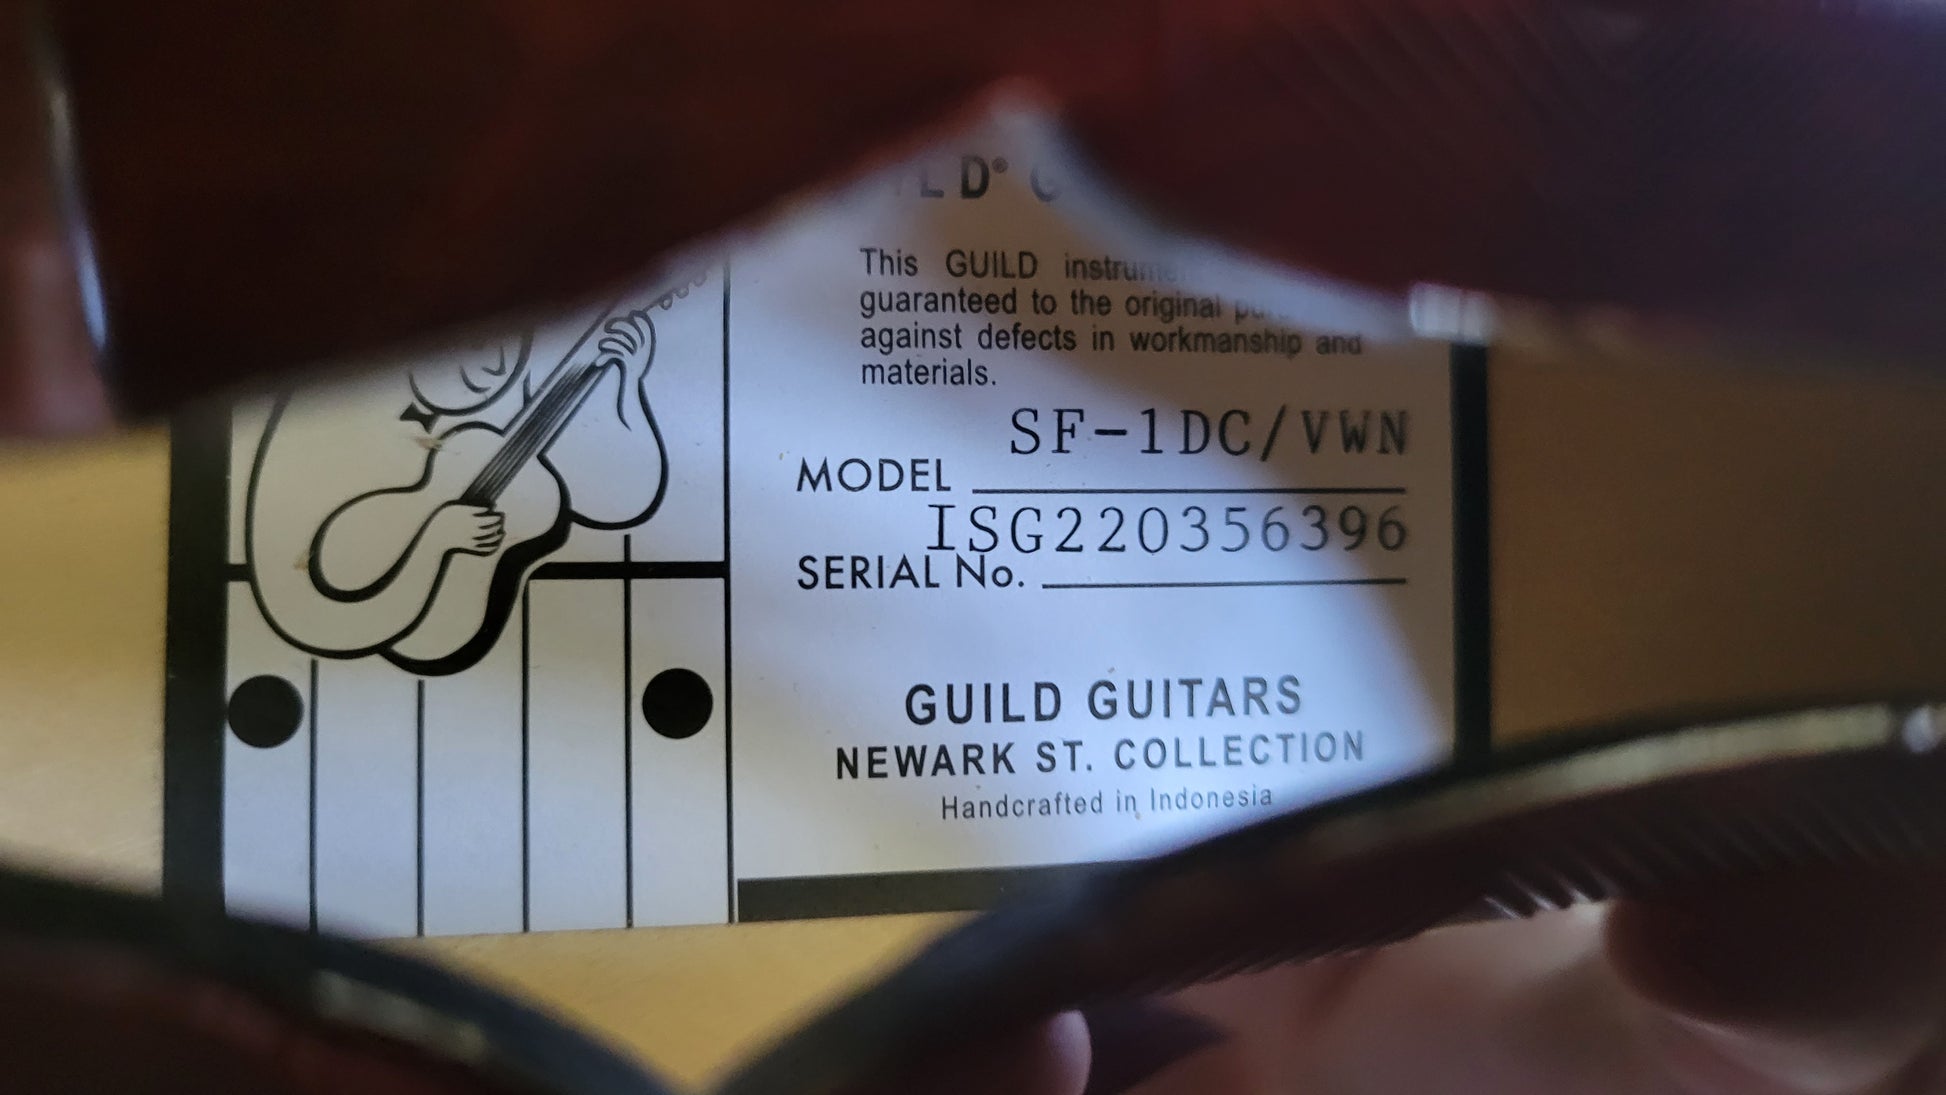 LD® G
This GUILD
guaranteed to the original
against defects in workmanship and
materials.
SF-1DC/VWN
MODEL
ISG220356396
SERIAL No.
GUILD GUITARS
NEWARK ST. COLLECTION
Handcrafted in Indonesia